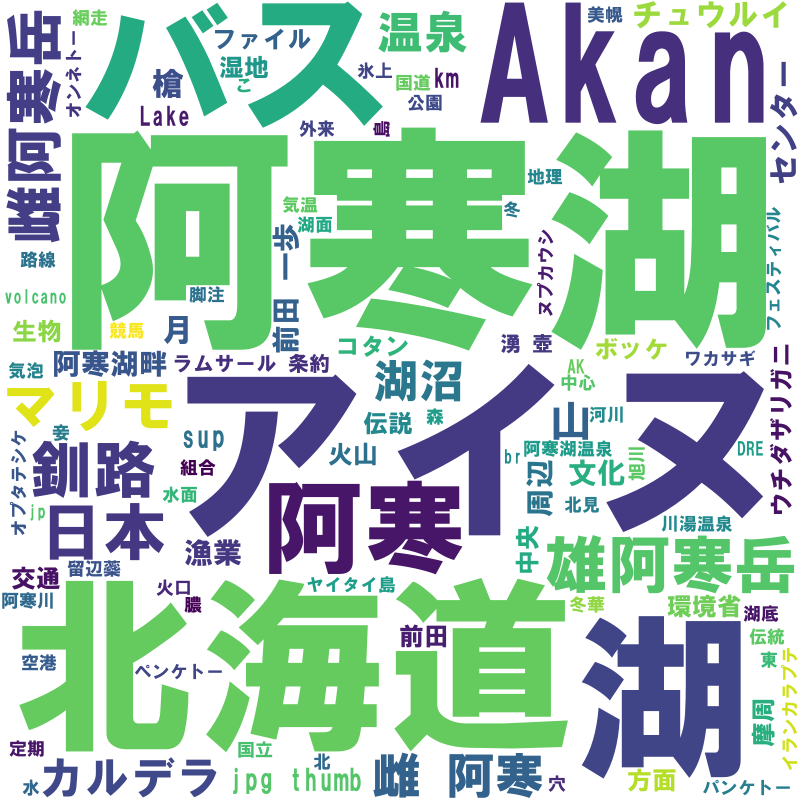 網走
雌阿寒岳
オンネトー
バス
ファイル
湿地
こ
槍
Lake
温泉
氷上
国道
km
公園
外来
島
Akan
美幌
チュウルイ
センター
阿寒湖
地理
冬
気温
湖面
一歩
前田
ヌプカウシ
フェスティバル
路線
volcano
脚注
生物
競馬
月
気泡
阿寒湖畔
ラムサール 条約
コタン
湧 壺
ボッケ
ワカサギ
AK
中心
ウチダザリガニ
マリモ
アイヌ
湖沼
伝説
森
山
河川
妾
sup
火山
br
阿寒湖温泉
旭川
DRE
オプタテシケ
釧路
組合
水面
周辺
文化
北見
jp
日本
阿寒
川湯温泉
漁業
中央
雄阿寒岳
交通
留辺蘂
阿寒川
火口
膿
ヤイタイ島
冬華
環境省
湖底
北海道
前田
湖
伝統
東
空港
ペンケトー
摩周
イランカラプテ
定期
国立
北
水
カルデラ
jpg thumb
雌 阿寒
穴
方面
パンケトー